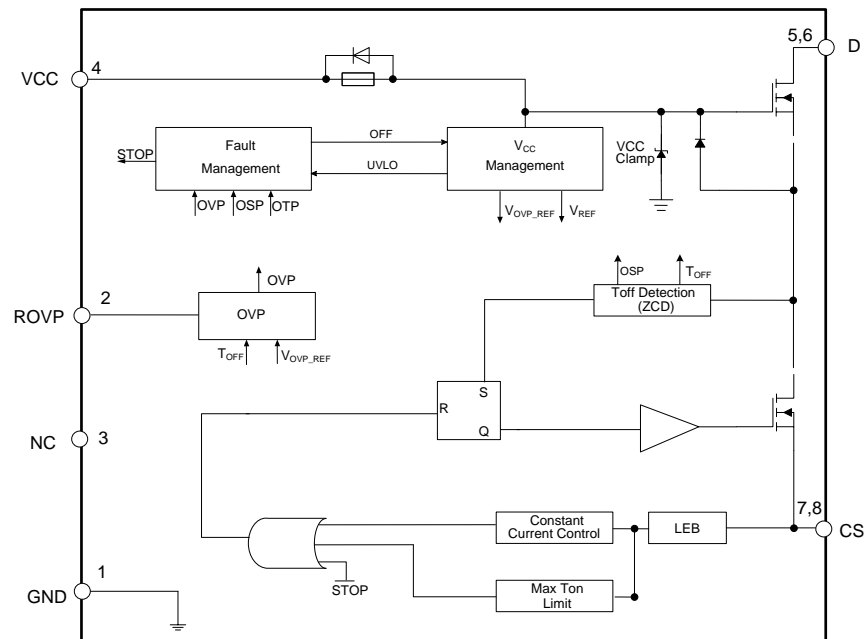 5,6
D
4
VCC
OFF
Fault
Management
STOP
UVLO
V_CC
Management
VCC
Clamp
OVP
OSP
OTP
V_OVP_REF
V_REF
OSP
T_OFF
OVP
Toff Detection
(ZCD)
2
ROVP
OVP
T_OFF
V_OVP_REF
S
R
Q
3
NC
7,8
CS
Constant
Current Control
LEB
1
GND
STOP
Max Ton
Limit